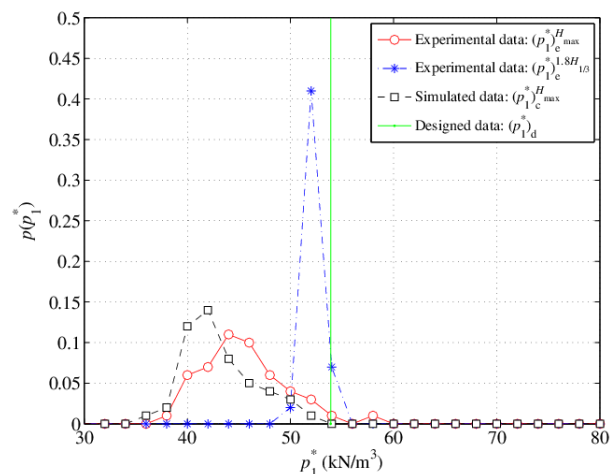 0.5
0.45
0.4
0.35
0.3
0.25
0.2
0.15
0.1
0.05
0
p(p₁*)
30 40 50 60 70 80
p₁* (kN/m³)
Experimental data: (p₁*)ₑ^Hmax
Experimental data: (p₁*)ₑ^1.8H1/3
Simulated data: (p₁*)_c^Hmax
Designed data: (p₁*)_d